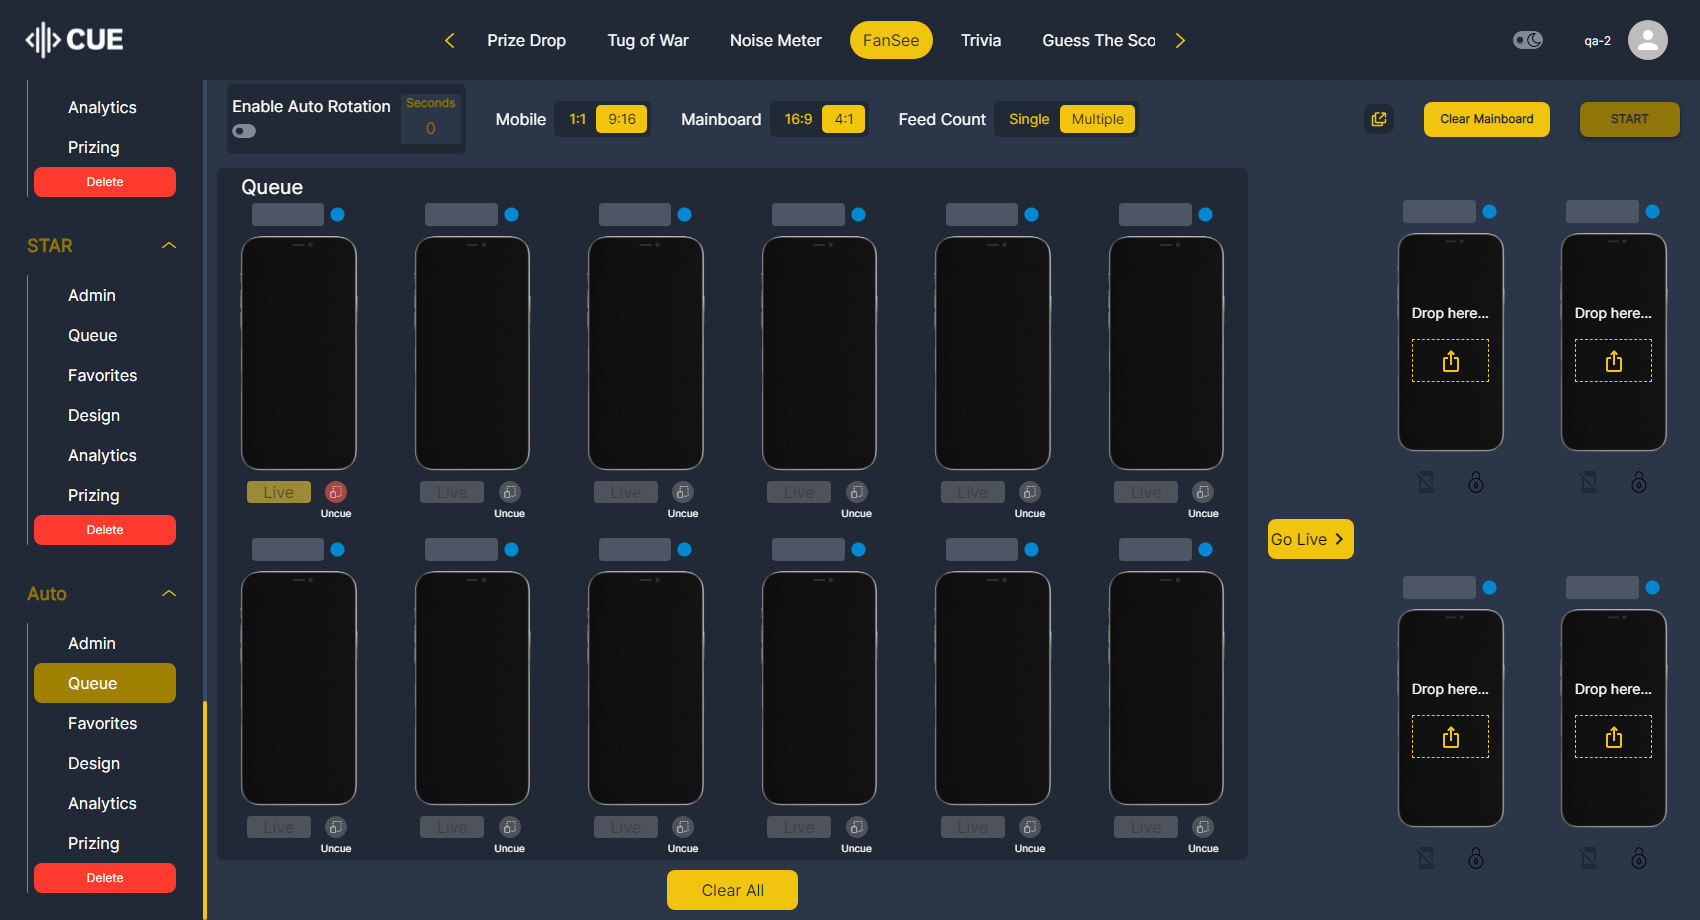 CUE
Prize Drop
Tug of War
Noise Meter
FanSee
Trivia
Guess The Sco
qa-2
Analytics
Prizing
Delete
STAR
Admin
Queue
Favorites
Design
Analytics
Prizing
Delete
Auto
Admin
Queue
Favorites
Design
Analytics
Prizing
Delete
Enable Auto Rotation
Seconds
0
Mobile
1:1
9:16
Mainboard
16:9
4:1
Feed Count
Single
Multiple
Clear Mainboard
START
Queue
Live
Live
Live
Live
Live
Live
Uncue
Uncue
Uncue
Uncue
Uncue
Uncue
Live
Live
Live
Live
Live
Live
Uncue
Uncue
Uncue
Uncue
Uncue
Uncue
Clear All
Go Live
Drop here...
Drop here...
Drop here...
Drop here...